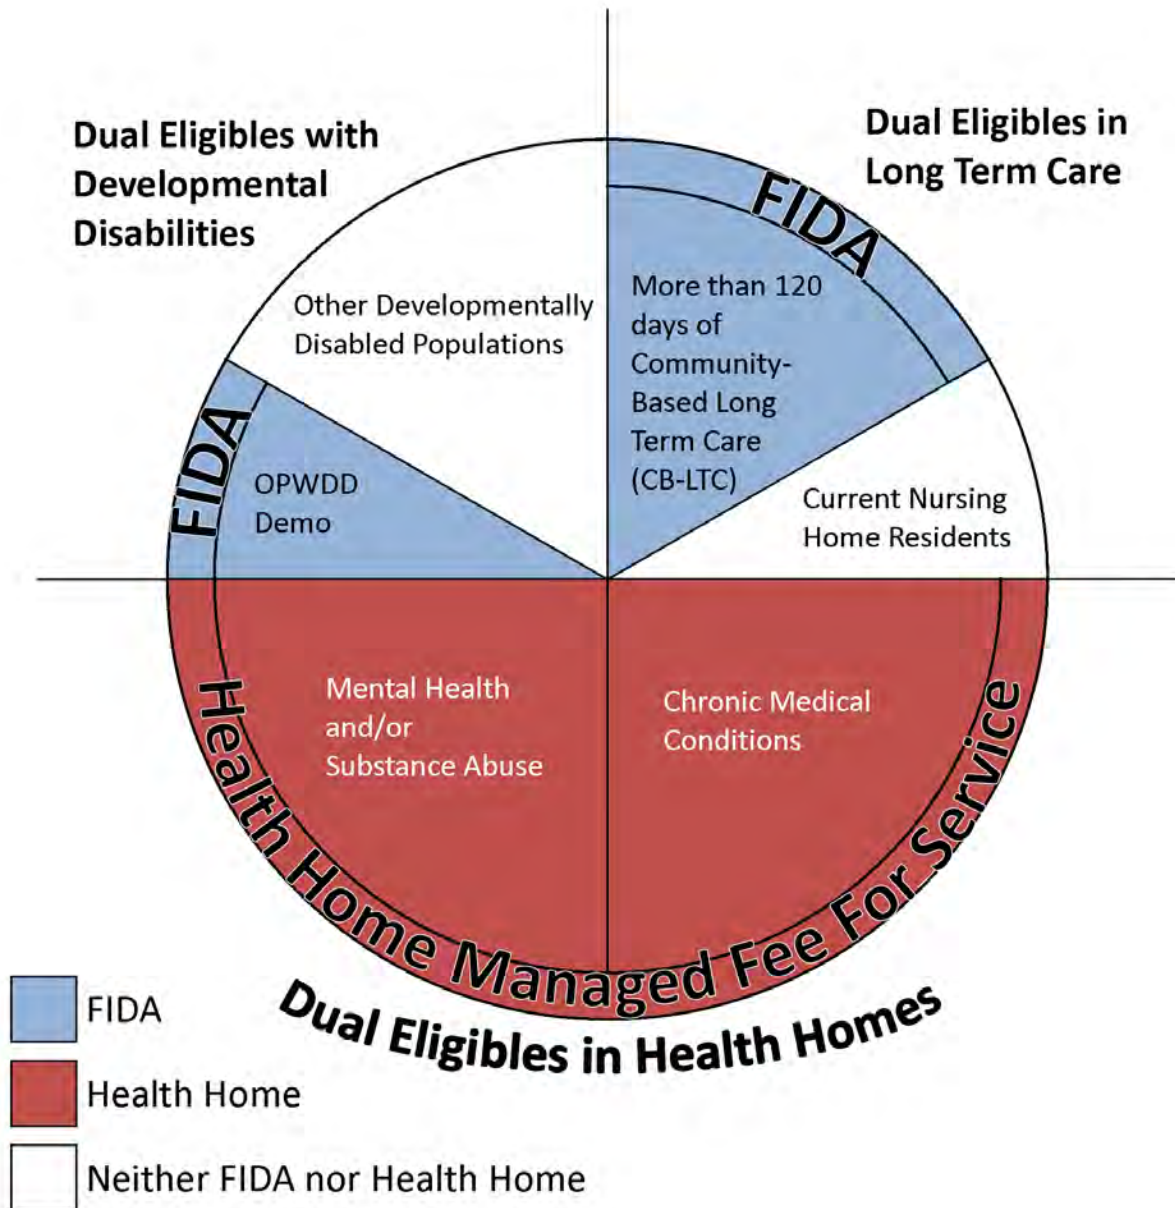 Dual Eligibles with
Developmental
Disabilities
Dual Eligibles in
Long Term Care
FIDA
Other Developmentally
Disabled Populations
More than 120
days of
Community-
Based Long
Term Care
(CB-LTC)
FIDA
OPWDD
Demo
Current Nursing
Home Residents
Mental Health
and/or
Substance Abuse
Chronic Medical
Conditions
Health Home Managed Fee For Service
Dual Eligibles in Health Homes
FIDA
Health Home
Neither FIDA nor Health Home